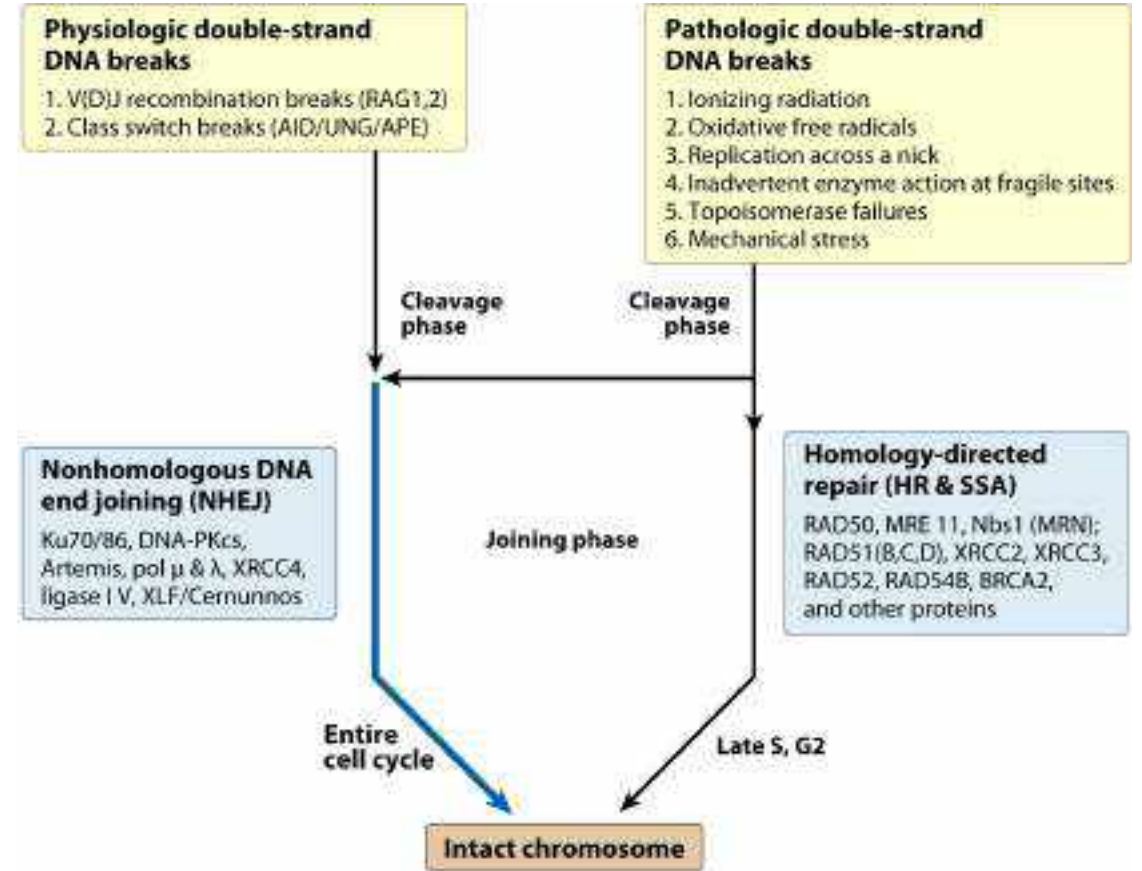 Physiologic double-strand
DNA breaks
1. V(D)J recombination breaks (RAG1,2)
2. Class switch breaks (AID/UNG/APE)
Pathologic double-strand
DNA breaks
1. Ionizing radiation
2. Oxidative free radicals
3. Replication across a nick
4. Inadvertent enzyme action at fragile sites
5. Topoisomerase failures
6. Mechanical stress
Cleavage
phase
Cleavage
phase
Nonhomologous DNA
end joining (NHEJ)
Ku70/86, DNA-PKcs,
Artemis, pol μ & λ, XRCC4,
ligase I V, XLF/Cernunnos
Joining phase
Homology-directed
repair (HR & SSA)
RAD50, MRE 11, Nbs1 (MRN);
RAD51(B,C,D), XRCC2, XRCC3,
RAD52, RAD54B, BRCA2,
and other proteins
Entire
cell cycle
Late S, G2
Intact chromosome